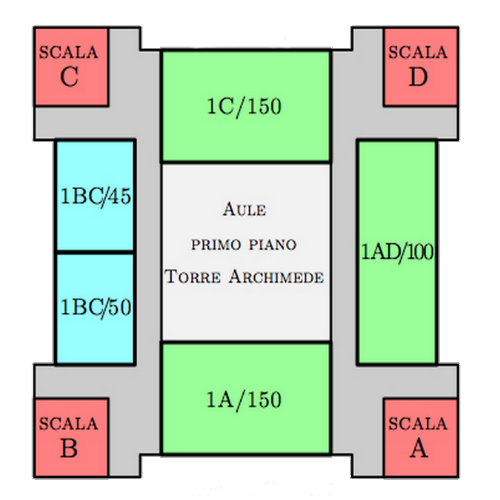 SCALA
C
SCALA
D
1C/150
1BC/45
AULE
PRIMO PIANO
TORRE ARCHIMEDE
1AD/100
1BC/50
1A/150
SCALA
B
SCALA
A